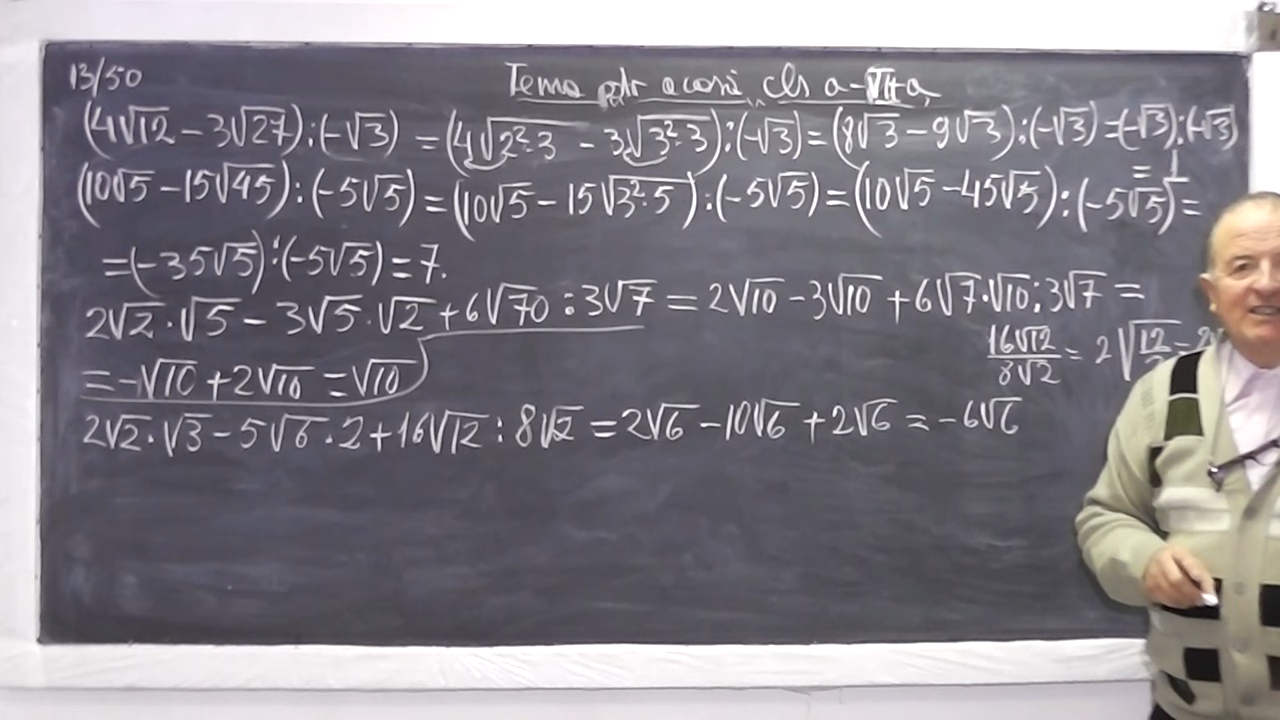 13/50
Tema ptr acasă cls a-VII-a
(4√12 - 3√27):(-√3) = (4√2²·3 - 3√3²·3):(-√3) = (8√3 - 9√3):(-√3) = (-√3):(-√3)
= 1
(10√5 - 15√45):(-5√5) = (10√5 - 15√3²·5):(-5√5) = (10√5 - 45√5):(-5√5) =
= (-35√5):(-5√5) = 7.
2√2·√5 - 3√5·√2 + 6√70 : 3√7 = 2√10 - 3√10 + 6√7·√10 : 3√7 =
16√12/8√2 = 2√12
= -√10 + 2√10 = √10
2√2·√3 - 5√6·2 + 16√12 : 8√2 = 2√6 - 10√6 + 2√6 = -6√6